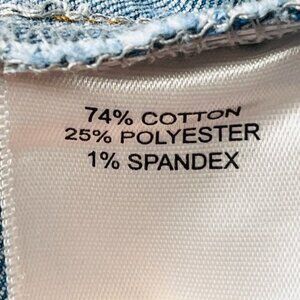 74% COTTON
25% POLYESTER
1% SPANDEX